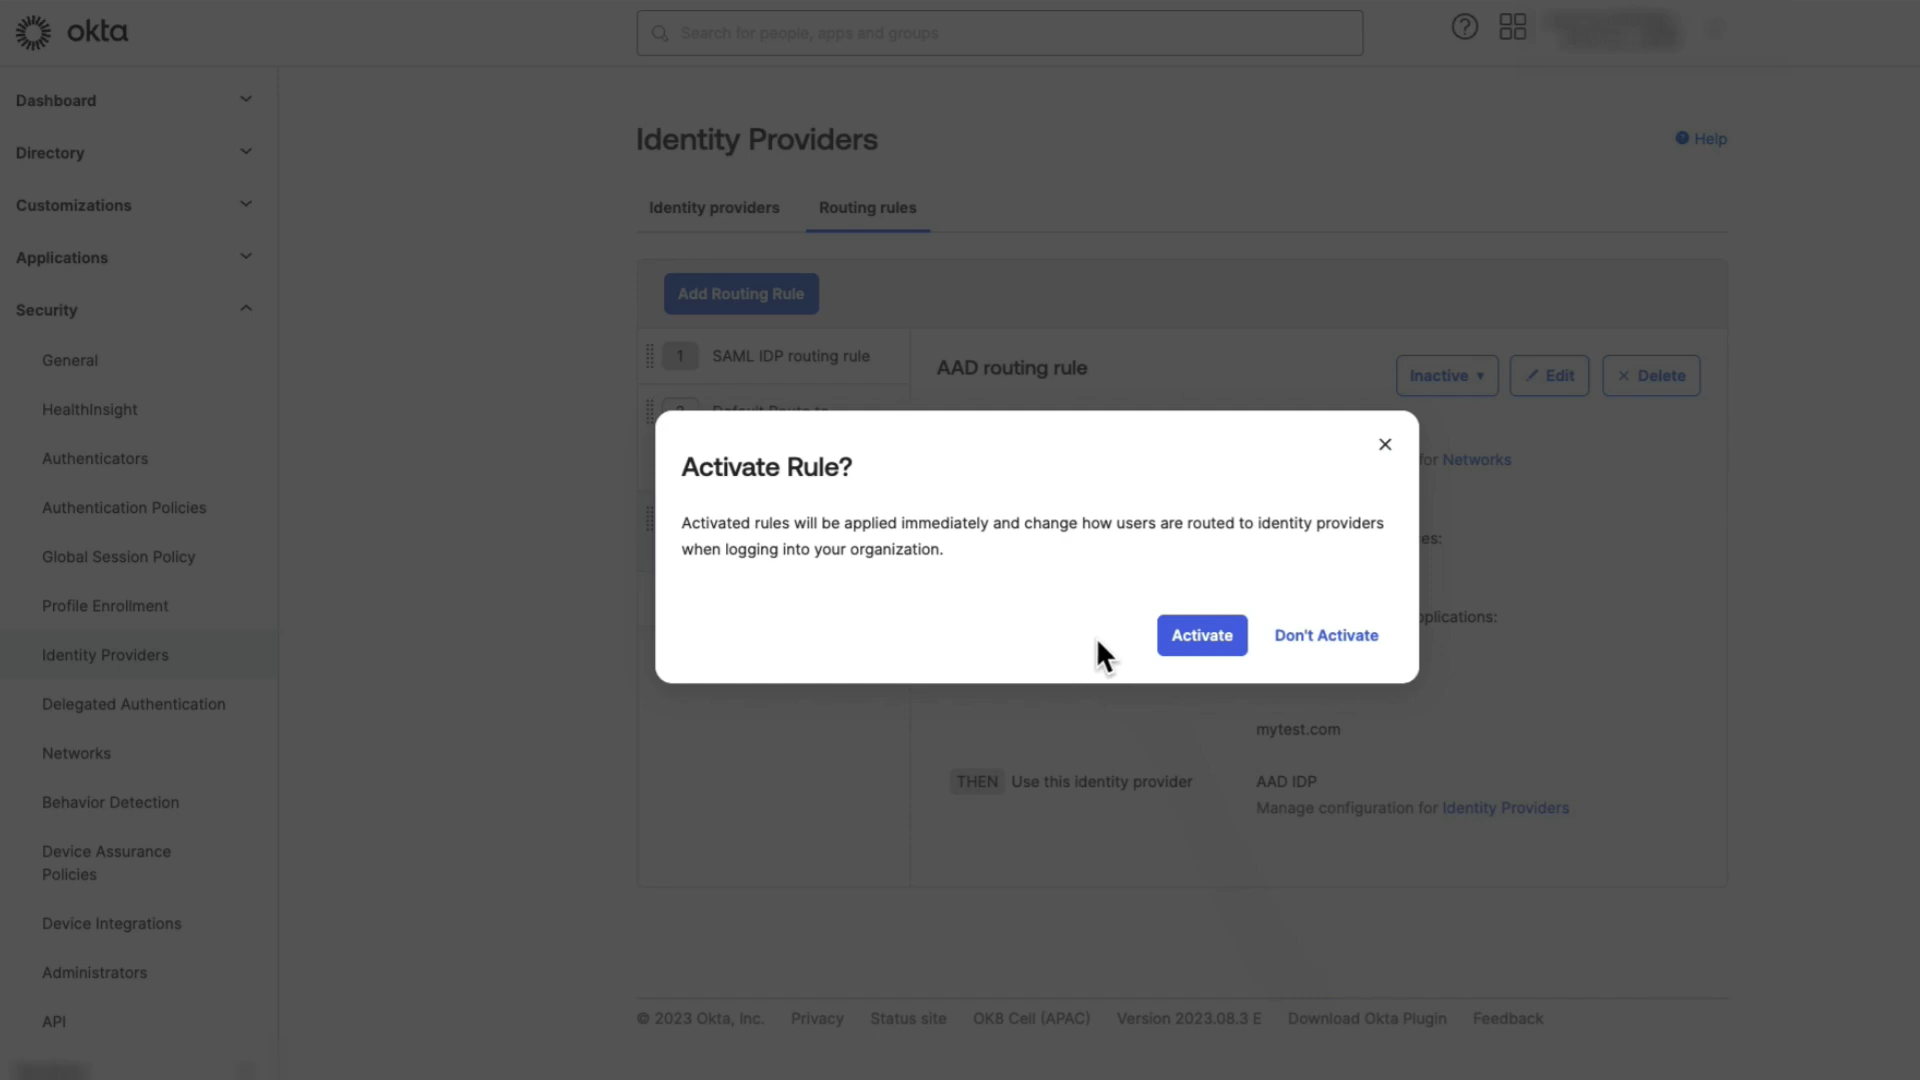 okta
Search for people, apps and groups
Dashboard
Directory
Customizations
Applications
Security
General
HealthInsight
Authenticators
Authentication Policies
Global Session Policy
Profile Enrollment
Identity Providers
Delegated Authentication
Networks
Behavior Detection
Device Assurance
Policies
Device Integrations
Administrators
API
Identity Providers
Help
Identity providers
Routing rules
Add Routing Rule
1 SAML IDP routing rule
AAD routing rule
Inactive
Edit
Delete
for Networks
Activate Rule?
Activated rules will be applied immediately and change how users are routed to identity providers
when logging into your organization.
Activate
Don't Activate
mytest.com
THEN Use this identity provider
AAD IDP
Manage configuration for Identity Providers
© 2023 Okta, Inc. Privacy Status site OK8 Cell (APAC) Version 2023.08.3 E Download Okta Plugin Feedback